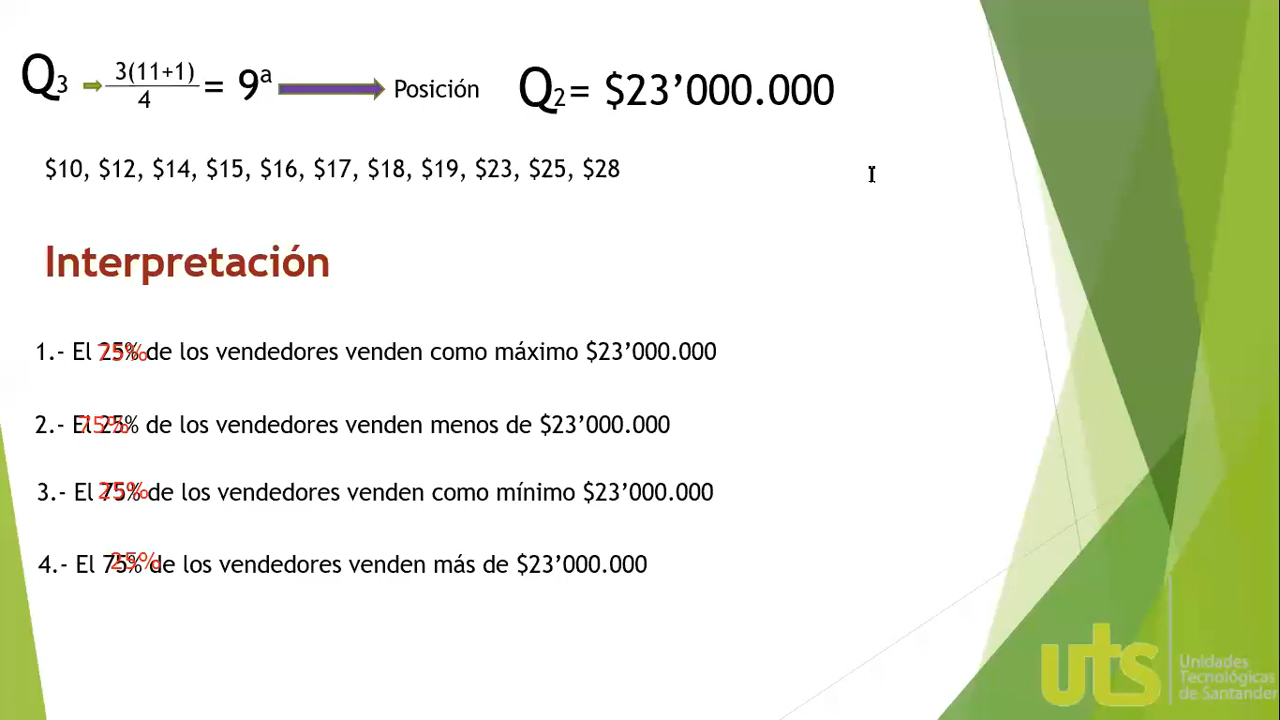 Q3 3(11+1)/4 = 9ª Posición Q2= $23’000.000
$10, $12, $14, $15, $16, $17, $18, $19, $23, $25, $28
Interpretación
1.- El 25% 75% de los vendedores venden como máximo $23’000.000
2.- El 25% 75% de los vendedores venden menos de $23’000.000
3.- El 75% 25% de los vendedores venden como mínimo $23’000.000
4.- El 75% 25% de los vendedores venden más de $23’000.000
uts
Unidades
Tecnológicas
de Santander